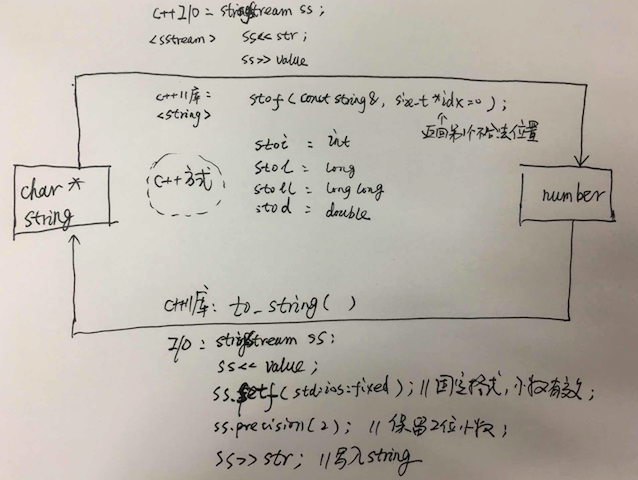 C++ I/O: stringstream ss;
<sstream> ss<<str;
ss>>value
C++11库: stof(const string&, size_t *idx=0);
<string>
返回第1个不合法位置
stoi = int
stol = long
stoll = long long
stod = double
C++方式
char*
string
number
C++11库: to_string( )
I/O: stringstream ss;
ss<<value;
ss.setf(std:ios:fixed); //固定格式,小数有效;
ss.precision(2); //保留2位小数;
ss>>str; //写入string